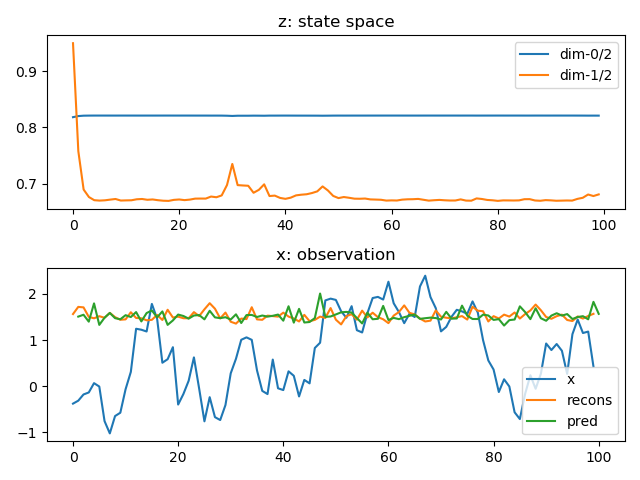 z: state space
0.9
0.8
0.7
dim-0/2
dim-1/2
0 20 40 60 80 100
x: observation
2
1
0
−1
x
recons
pred
0 20 40 60 80 100